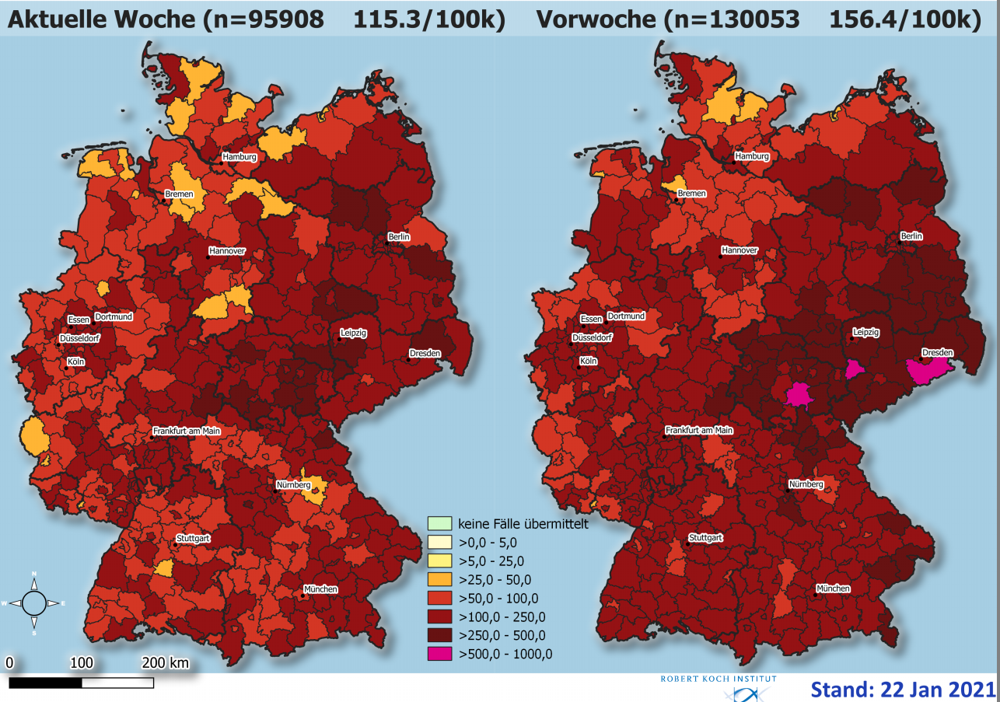 Aktuelle Woche (n=95908 115.3/100k)
Vorwoche (n=130053 156.4/100k)
Hamburg
Bremen
Berlin
Hannover
Essen
Dortmund
Düsseldorf
Leipzig
Köln
Dresden
Frankfurt am Main
Nürnberg
Stuttgart
München
Hamburg
Bremen
Berlin
Hannover
Essen
Dortmund
Düsseldorf
Leipzig
Köln
Dresden
Frankfurt am Main
Nürnberg
Stuttgart
München
keine Fälle übermittelt
>0,0 - 5,0
>5,0 - 25,0
>25,0 - 50,0
>50,0 - 100,0
>100,0 - 250,0
>250,0 - 500,0
>500,0 - 1000,0
N
W E
S
0 100 200 km
ROBERT KOCH INSTITUT
Stand: 22 Jan 2021